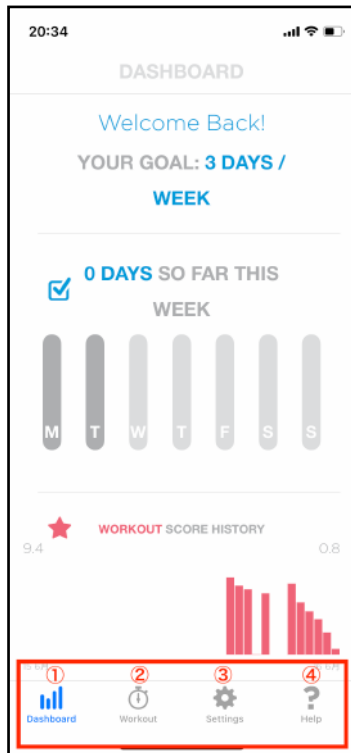 20:34
DASHBOARD
Welcome Back!
YOUR GOAL: 3 DAYS /
WEEK
0 DAYS SO FAR THIS
WEEK
M T W T F S S
WORKOUT SCORE HISTORY
9.4 0.8
① ② ③ ④
Dashboard Workout Settings Help